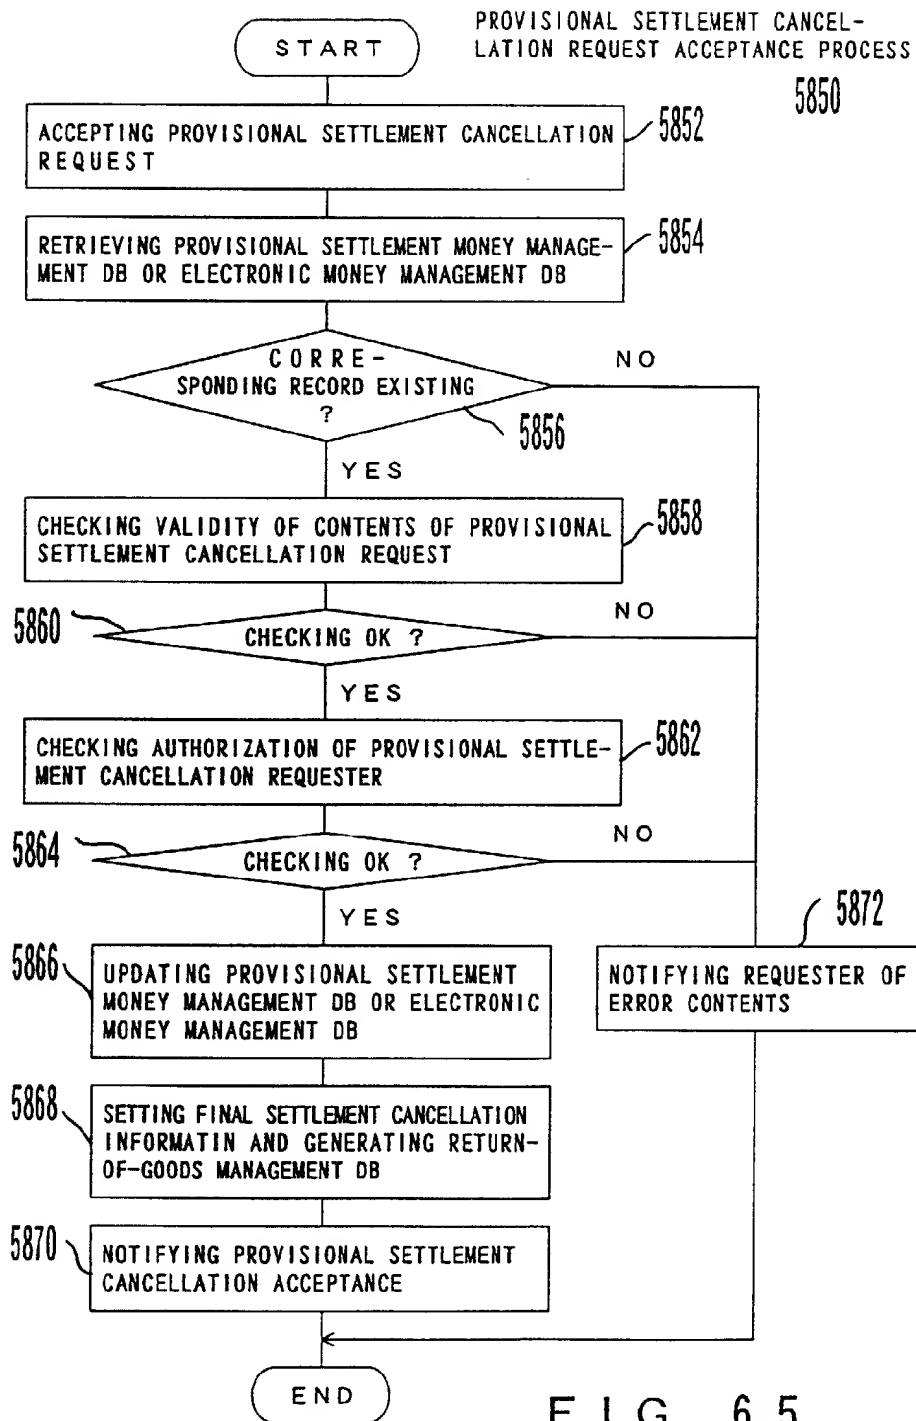 PROVISIONAL SETTLEMENT CANCEL-
LATION REQUEST ACCEPTANCE PROCESS
5850
START
ACCEPTING PROVISIONAL SETTLEMENT CANCELLATION
REQUEST
5852
RETRIEVING PROVISIONAL SETTLEMENT MONEY MANAGE-
MENT DB OR ELECTRONIC MONEY MANAGEMENT DB
5854
CORRE-
SPONDING RECORD EXISTING
?
NO
5856
YES
CHECKING VALIDITY OF CONTENTS OF PROVISIONAL
SETTLEMENT CANCELLATION REQUEST
5858
5860
CHECKING OK ?
NO
YES
CHECKING AUTHORIZATION OF PROVISIONAL SETTLE-
MENT CANCELLATION REQUESTER
5862
5864
CHECKING OK ?
NO
YES
5866
UPDATING PROVISIONAL SETTLEMENT
MONEY MANAGEMENT DB OR ELECTRONIC
MONEY MANAGEMENT DB
5872
NOTIFYING REQUESTER OF
ERROR CONTENTS
5868
SETTING FINAL SETTLEMENT CANCELLATION
INFORMATIN AND GENERATING RETURN-
OF-GOODS MANAGEMENT DB
5870
NOTIFYING PROVISIONAL SETTLEMENT
CANCELLATION ACCEPTANCE
END
FIG. 65